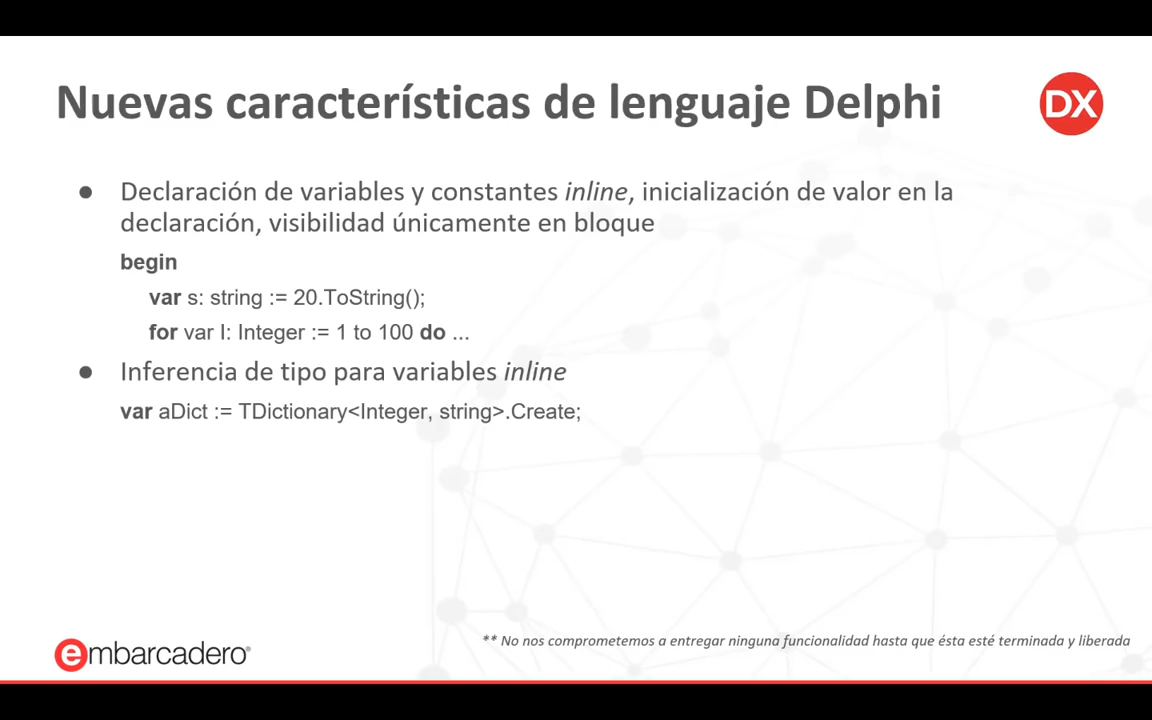 Nuevas características de lenguaje Delphi
DX
● Declaración de variables y constantes inline, inicialización de valor en la
declaración, visibilidad únicamente en bloque
begin
var s: string := 20.ToString();
for var I: Integer := 1 to 100 do ...
● Inferencia de tipo para variables inline
var aDict := TDictionary<Integer, string>.Create;
** No nos comprometemos a entregar ninguna funcionalidad hasta que ésta esté terminada y liberada
embarcadero®